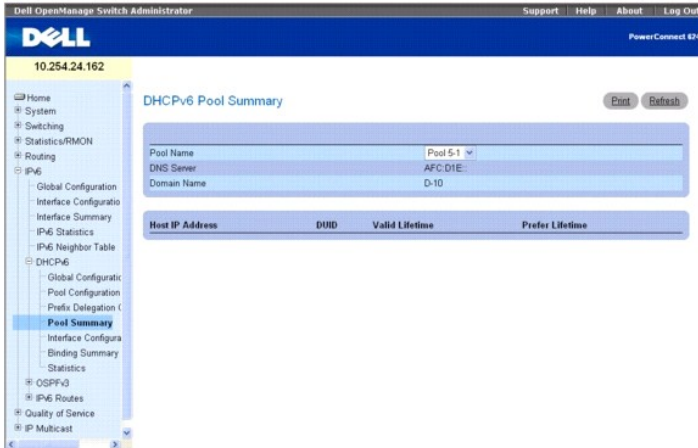 Dell OpenManage Switch Administrator
Support Help About Log Out
DELL
PowerConnect 624
10.254.24.162
Home
System
Switching
Statistics/RMON
Routing
IPv6
Global Configuration
Interface Configuratio
Interface Summary
IPv6 Statistics
IPv6 Neighbor Table
DHCPv6
Global Configuratic
Pool Configuration
Prefix Delegation C
Pool Summary
Interface Configura
Binding Summary
Statistics
OSPFv3
IPv6 Routes
Quality of Service
IP Multicast
DHCPv6 Pool Summary
Print Refresh
Pool Name Pool 5-1
DNS Server AFC:D1E::
Domain Name D-10
Host IP Address DUID Valid Lifetime Prefer Lifetime